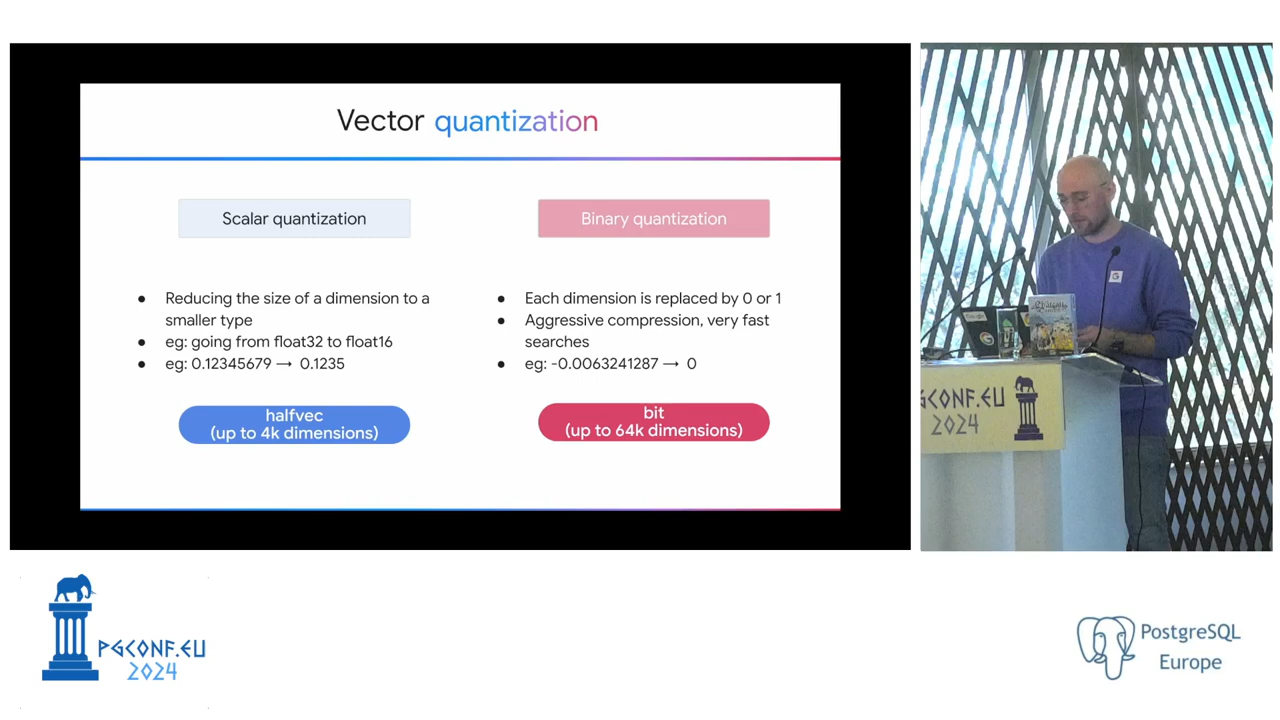 Vector quantization
Scalar quantization
Reducing the size of a dimension to a
smaller type
eg: going from float32 to float16
eg: 0.12345679 → 0.1235
halfvec
(up to 4k dimensions)
Binary quantization
Each dimension is replaced by 0 or 1
Aggressive compression, very fast
searches
eg: -0.0063241287 → 0
bit
(up to 64k dimensions)
GCONF.EU
2024
G
PGCONF.EU
2024
PostgreSQL
Europe